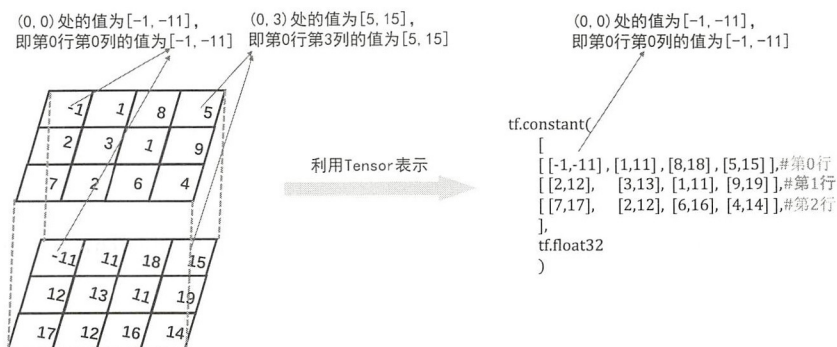 (0,0)处的值为[-1,-11],
即第0行第0列的值为[-1,-11]
(0,3)处的值为[5,15],
即第0行第3列的值为[5,15]
(0,0)处的值为[-1,-11],
即第0行第0列的值为[-1,-11]
-1 1 8 5
2 3 1 9
7 2 6 4
-11 11 18 15
12 13 11 19
17 12 16 14
利用Tensor表示
tf.constant(
[
[ [-1,-11] , [1,11] , [8,18] , [5,15] ],#第0行
[ [2,12], [3,13], [1,11], [9,19] ],#第1行
[ [7,17], [2,12], [6,16], [4,14] ],#第2行
],
tf.float32
)